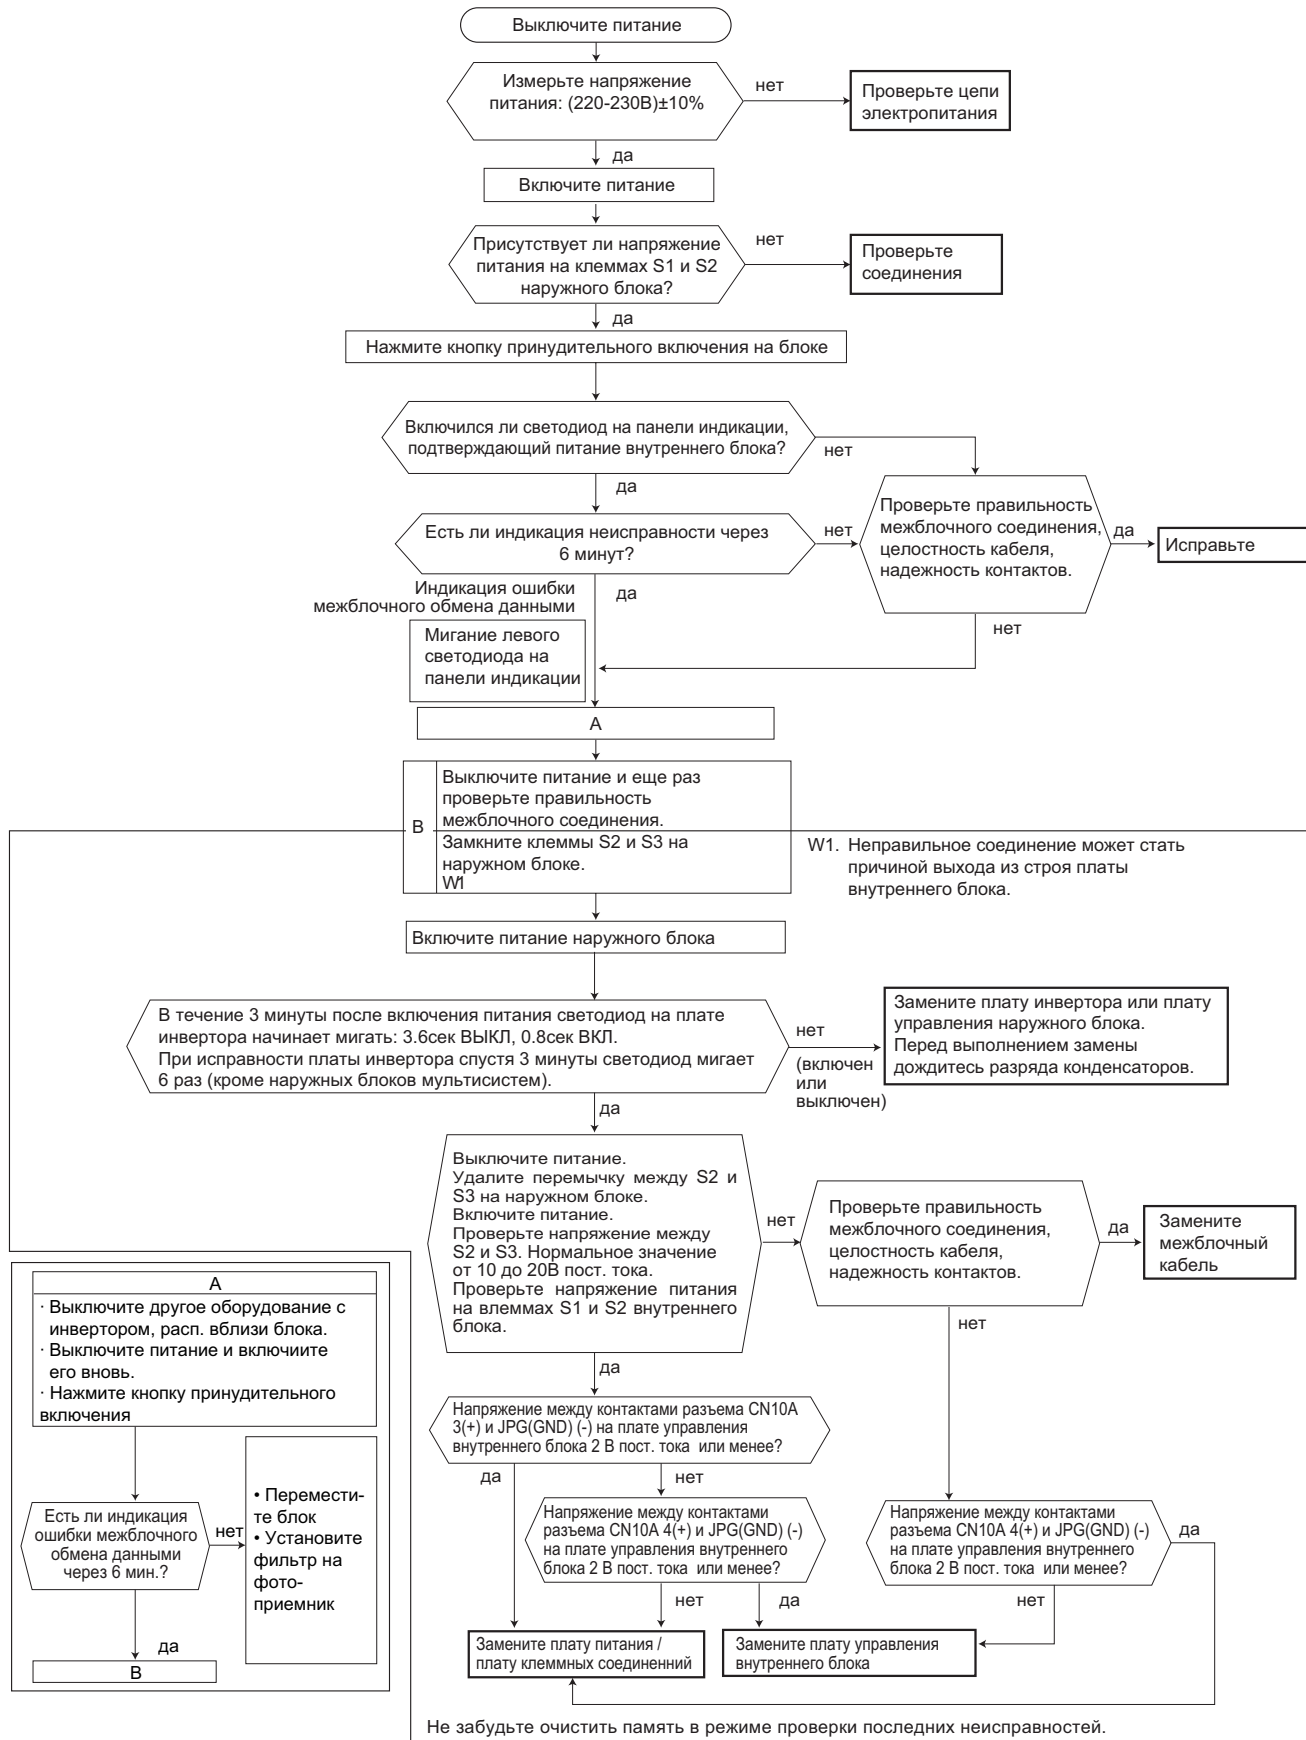 Выключите питание
Измерьте напряжение
питания: (220-230В)±10%
нет
Проверьте цепи
электропитания
да
Включите питание
Присутствует ли напряжение
питания на клеммах S1 и S2
наружного блока?
нет
Проверьте
соединения
да
Нажмите кнопку принудительного включения на блоке
Включился ли светодиод на панели индикации,
подтверждающий питание внутреннего блока?
нет
да
Есть ли индикация неисправности через
6 минут?
нет
Проверьте правильность
межблочного соединения,
целостность кабеля,
надежность контактов.
да
Исправьте
Индикация ошибки
межблочного обмена данными
да
нет
Мигание левого
светодиода на
панели индикации
А
В
Выключите питание и еще раз
проверьте правильность
межблочного соединения.
Замкните клеммы S2 и S3 на
наружном блоке.
W1
W1. Неправильное соединение может стать
причиной выхода из строя платы
внутреннего блока.
Включите питание наружного блока
В течение 3 минуты после включения питания светодиод на плате
инвертора начинает мигать: 3.6сек ВЫКЛ, 0.8сек ВКЛ.
При исправности платы инвертора спустя 3 минуты светодиод мигает
6 раз (кроме наружных блоков мультисистем).
нет
(включен
или
выключен)
Замените плату инвертора или плату
управления наружного блока.
Перед выполнением замены
дождитесь разряда конденсаторов.
да
Выключите питание.
Удалите перемычку между S2 и
S3 на наружном блоке.
Включите питание.
Проверьте напряжение между
S2 и S3. Нормальное значение
от 10 до 20В пост. тока.
Проверьте напряжение питания
на влеммах S1 и S2 внутреннего
блока.
нет
Проверьте правильность
межблочного соединения,
целостность кабеля,
надежность контактов.
да
Замените
межблочный
кабель
нет
да
А
· Выключите другое оборудование с
инвертором, расп. вблизи блока.
· Выключите питание и включиите
его вновь.
· Нажмите кнопку принудительного
включения
Есть ли индикация
ошибки межблочного
обмена данными
через 6 мин.?
нет
• Перемести-
те блок
• Установите
фильтр на
фото-
приемник
да
В
Напряжение между контактами разъема CN10A
3(+) и JPG(GND) (-) на плате управления
внутреннего блока 2 В пост. тока или менее?
да
нет
Напряжение между контактами
разъема CN10A 4(+) и JPG(GND) (-)
на плате управления внутреннего
блока 2 В пост. тока или менее?
Напряжение между контактами
разъема CN10A 4(+) и JPG(GND) (-)
на плате управления внутреннего
блока 2 В пост. тока или менее?
да
нет
да
нет
Замените плату питания /
плату клеммных соединенний
Замените плату управления
внутреннего блока
Не забудьте очистить память в режиме проверки последних неисправностей.